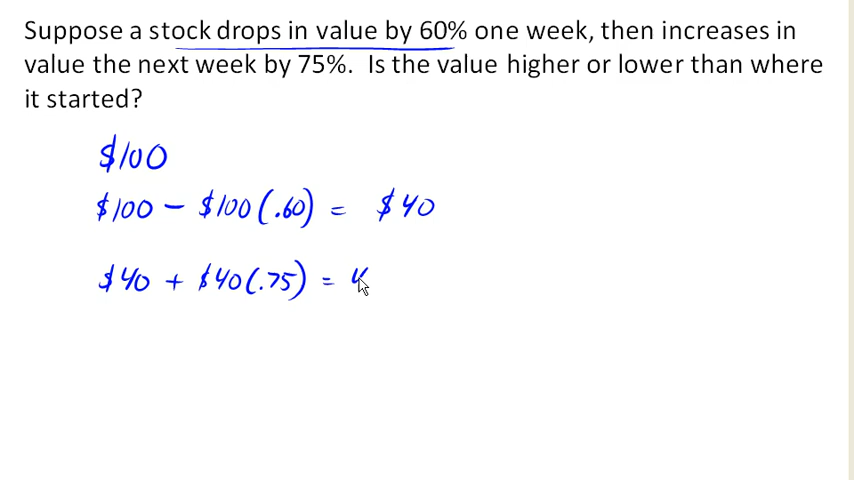 Suppose a stock drops in value by 60% one week, then increases in
value the next week by 75%. Is the value higher or lower than where
it started?
$100
$100 - $100(.60) = $40
$40 + $40(.75) = 4